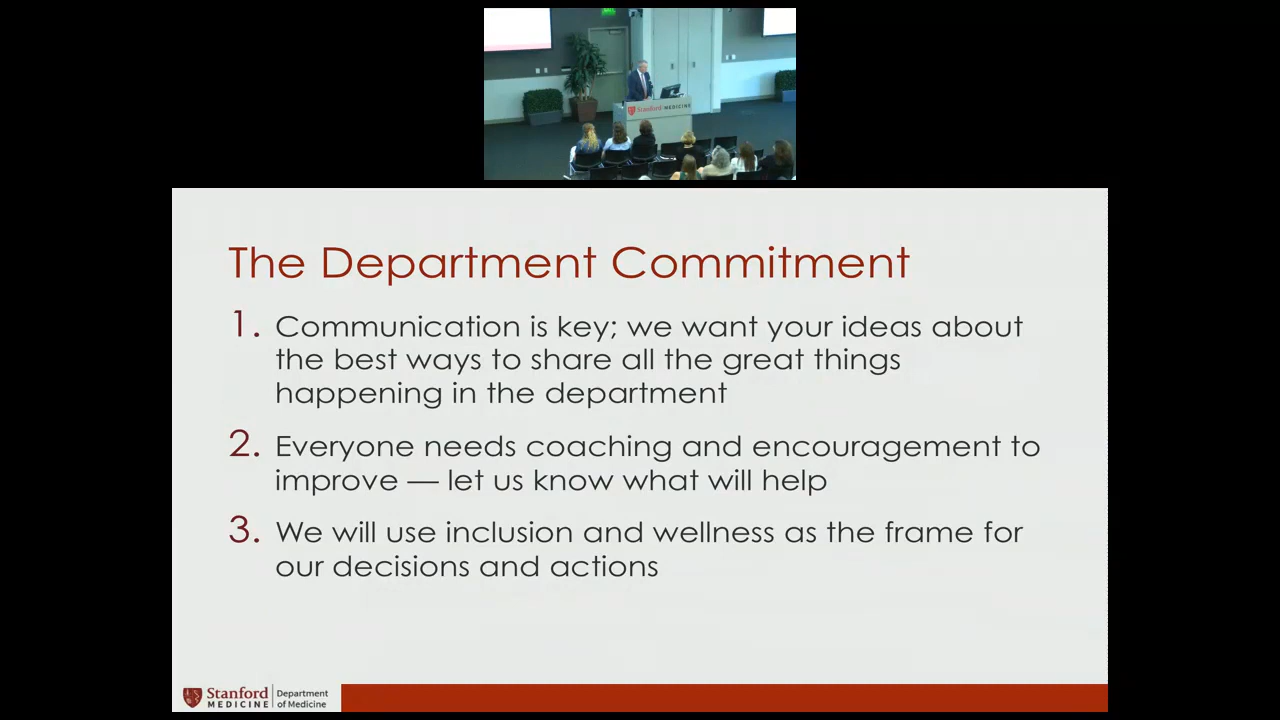 Stanford MEDICINE
The Department Commitment
1. Communication is key; we want your ideas about
the best ways to share all the great things
happening in the department
2. Everyone needs coaching and encouragement to
improve — let us know what will help
3. We will use inclusion and wellness as the frame for
our decisions and actions
Stanford
MEDICINE
Department
of Medicine